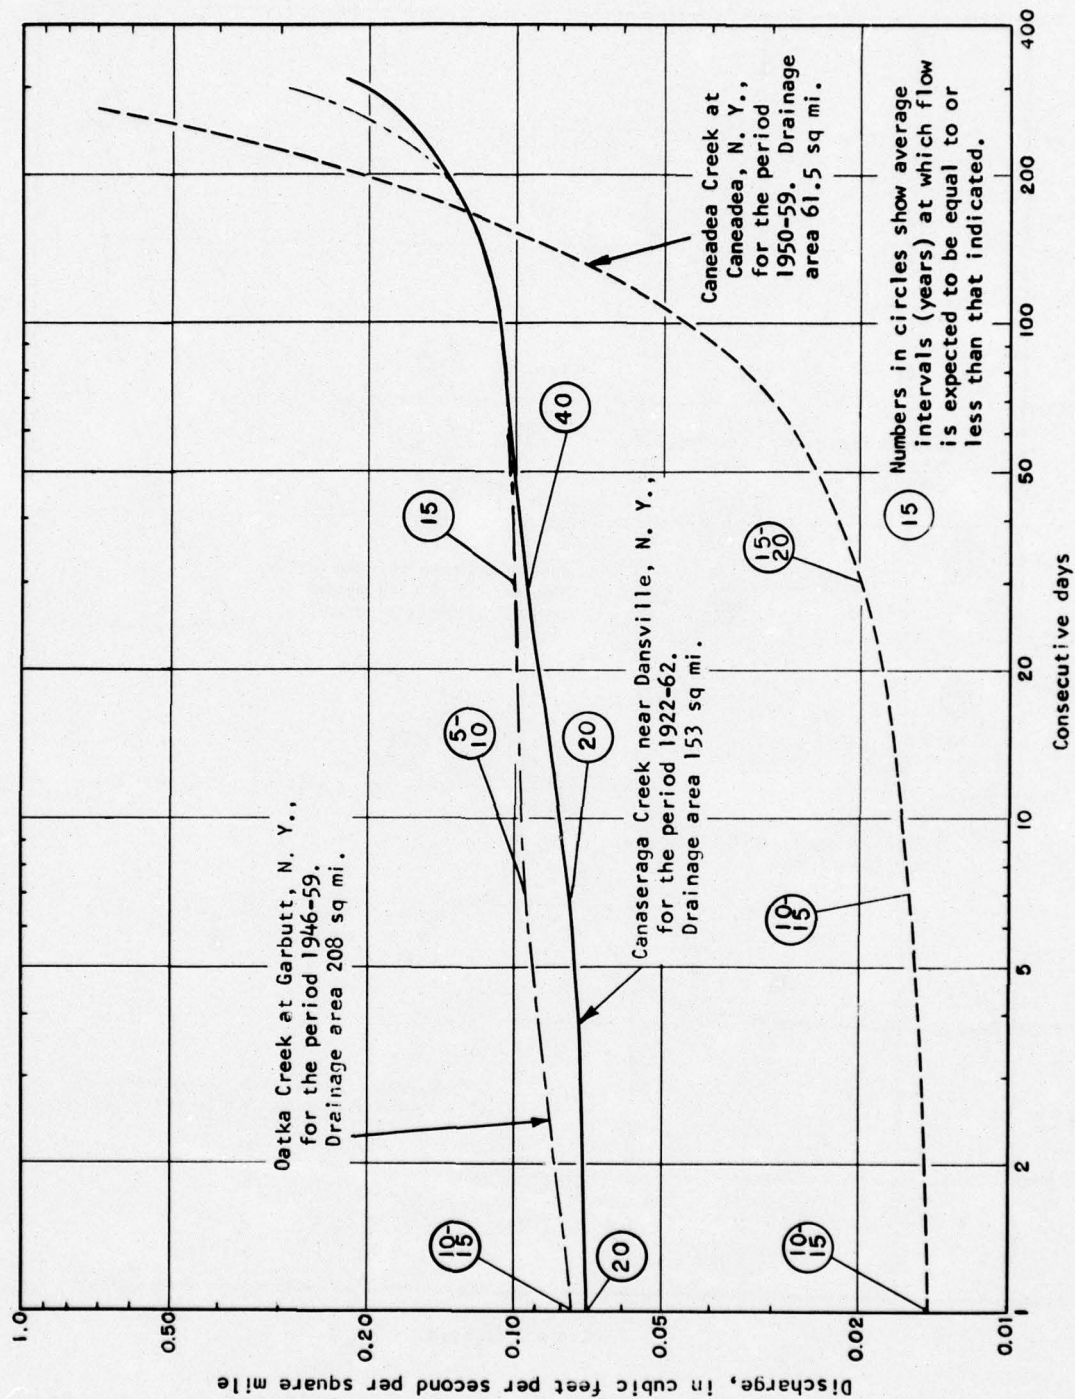 1.0
0.50
0.20
0.10
0.05
0.02
0.01
Discharge, in cubic feet per second per square mile
Oatka Creek at Garbutt, N. Y.,
for the period 1946-59.
Drainage area 208 sq mi.
10-
15
5-
10
15
20
20
40
Canaseraga Creek near Dansville, N. Y.,
for the period 1922-62.
Drainage area 153 sq mi.
Caneadea Creek at
Caneadea, N. Y.,
for the period
1950-59. Drainage
area 61.5 sq mi.
10-
15
10-
15
15-
20
15
Numbers in circles show average
intervals (years) at which flow
is expected to be equal to or
less than that indicated.
1
2
5
10
20
50
100
200
400
Consecutive days